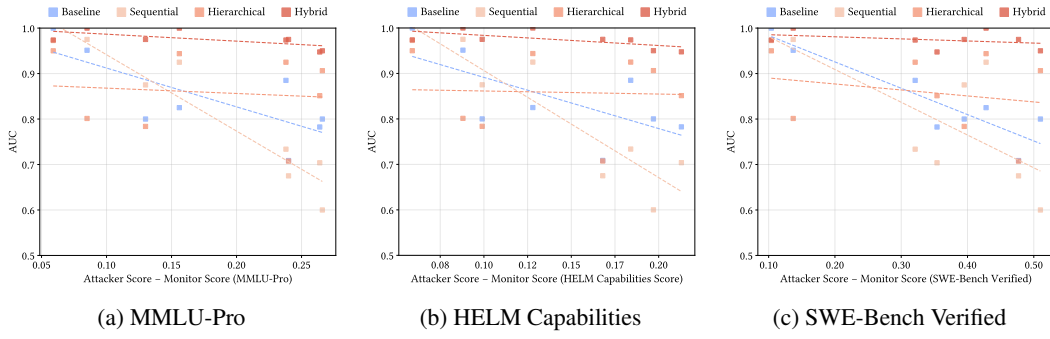 Baseline Sequential Hierarchical Hybrid
1.0
0.9
0.8
0.7
0.6
0.5
AUC
0.05 0.10 0.15 0.20 0.25
Attacker Score – Monitor Score (MMLU-Pro)
(a) MMLU-Pro
Baseline Sequential Hierarchical Hybrid
1.0
0.9
0.8
0.7
0.6
0.5
AUC
0.08 0.10 0.12 0.15 0.17 0.20
Attacker Score – Monitor Score (HELM Capabilities Score)
(b) HELM Capabilities
Baseline Sequential Hierarchical Hybrid
1.0
0.9
0.8
0.7
0.6
0.5
AUC
0.10 0.20 0.30 0.40 0.50
Attacker Score – Monitor Score (SWE-Bench Verified)
(c) SWE-Bench Verified